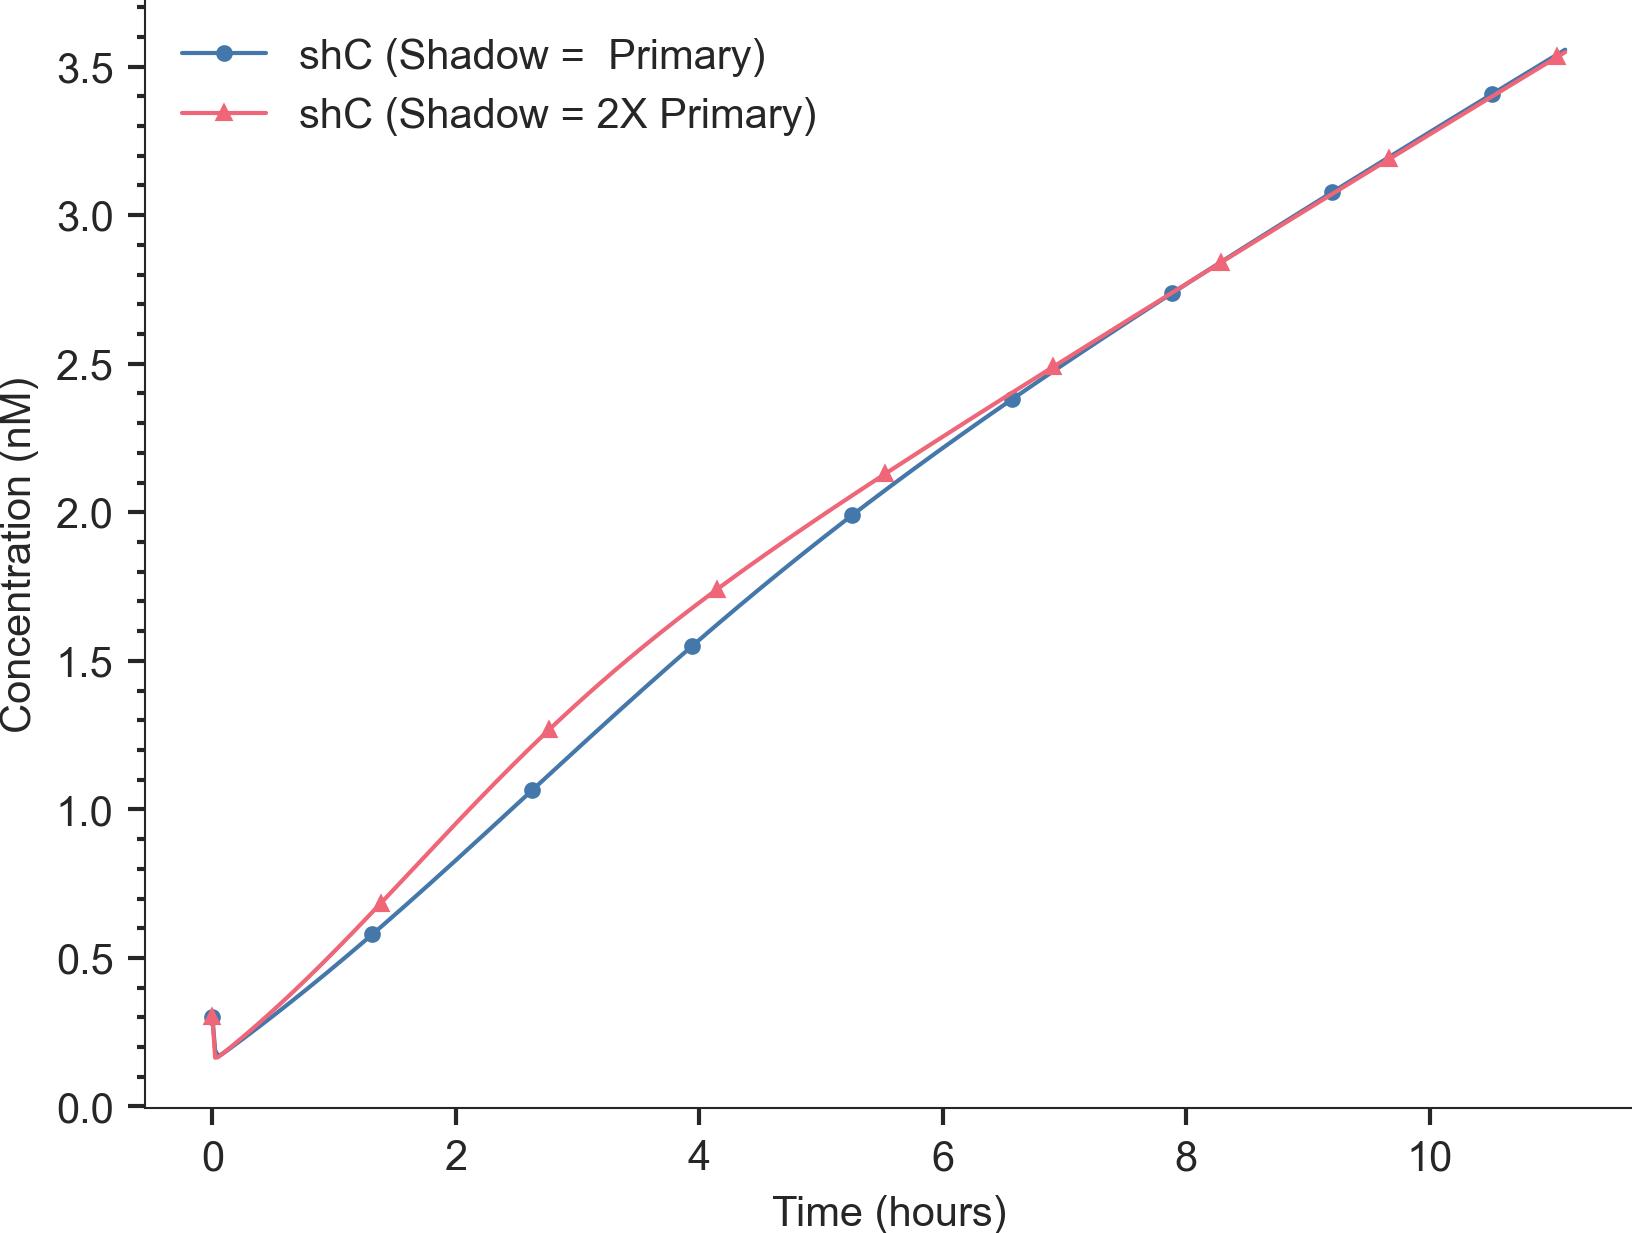 shC (Shadow =  Primary)
shC (Shadow = 2X Primary)
3.5
3.0
2.5
2.0
1.5
1.0
0.5
0.0
Concentration (nM)
0 2 4 6 8 10
Time (hours)